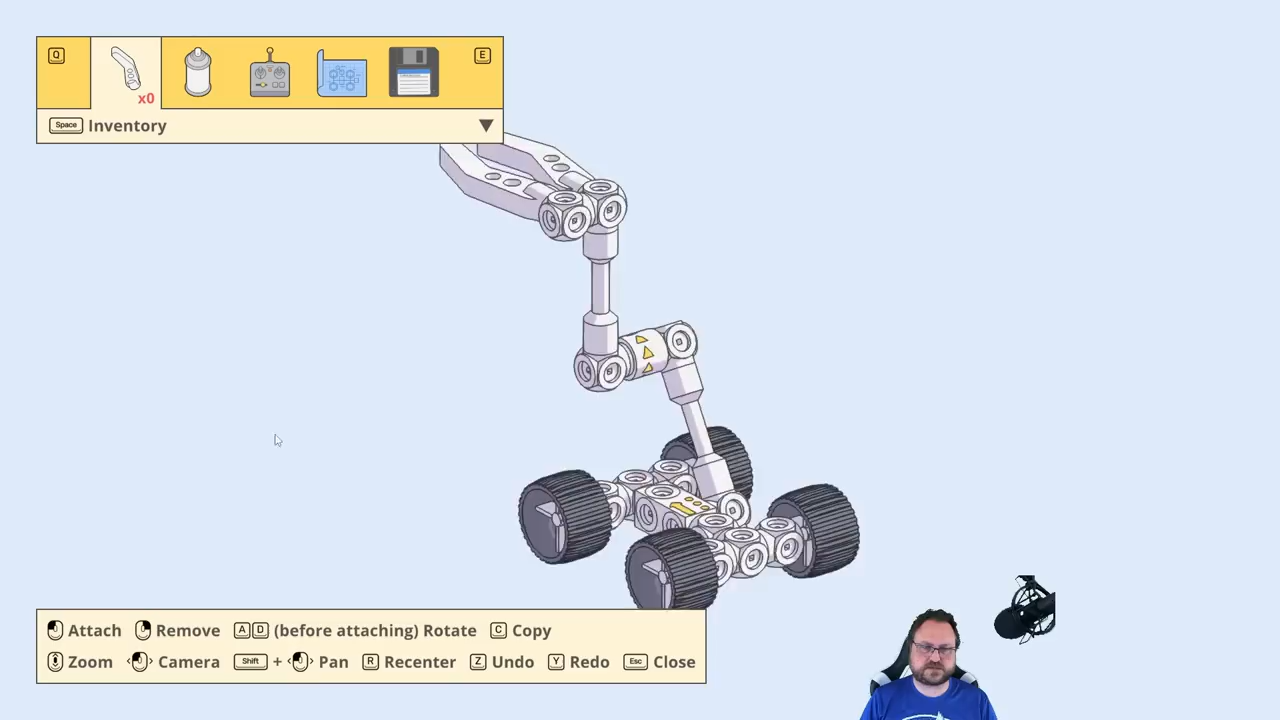 Q
E
x0
Space Inventory
Attach Remove A D (before attaching) Rotate C Copy
Zoom Camera Shift + Pan R Recenter Z Undo Y Redo Esc Close